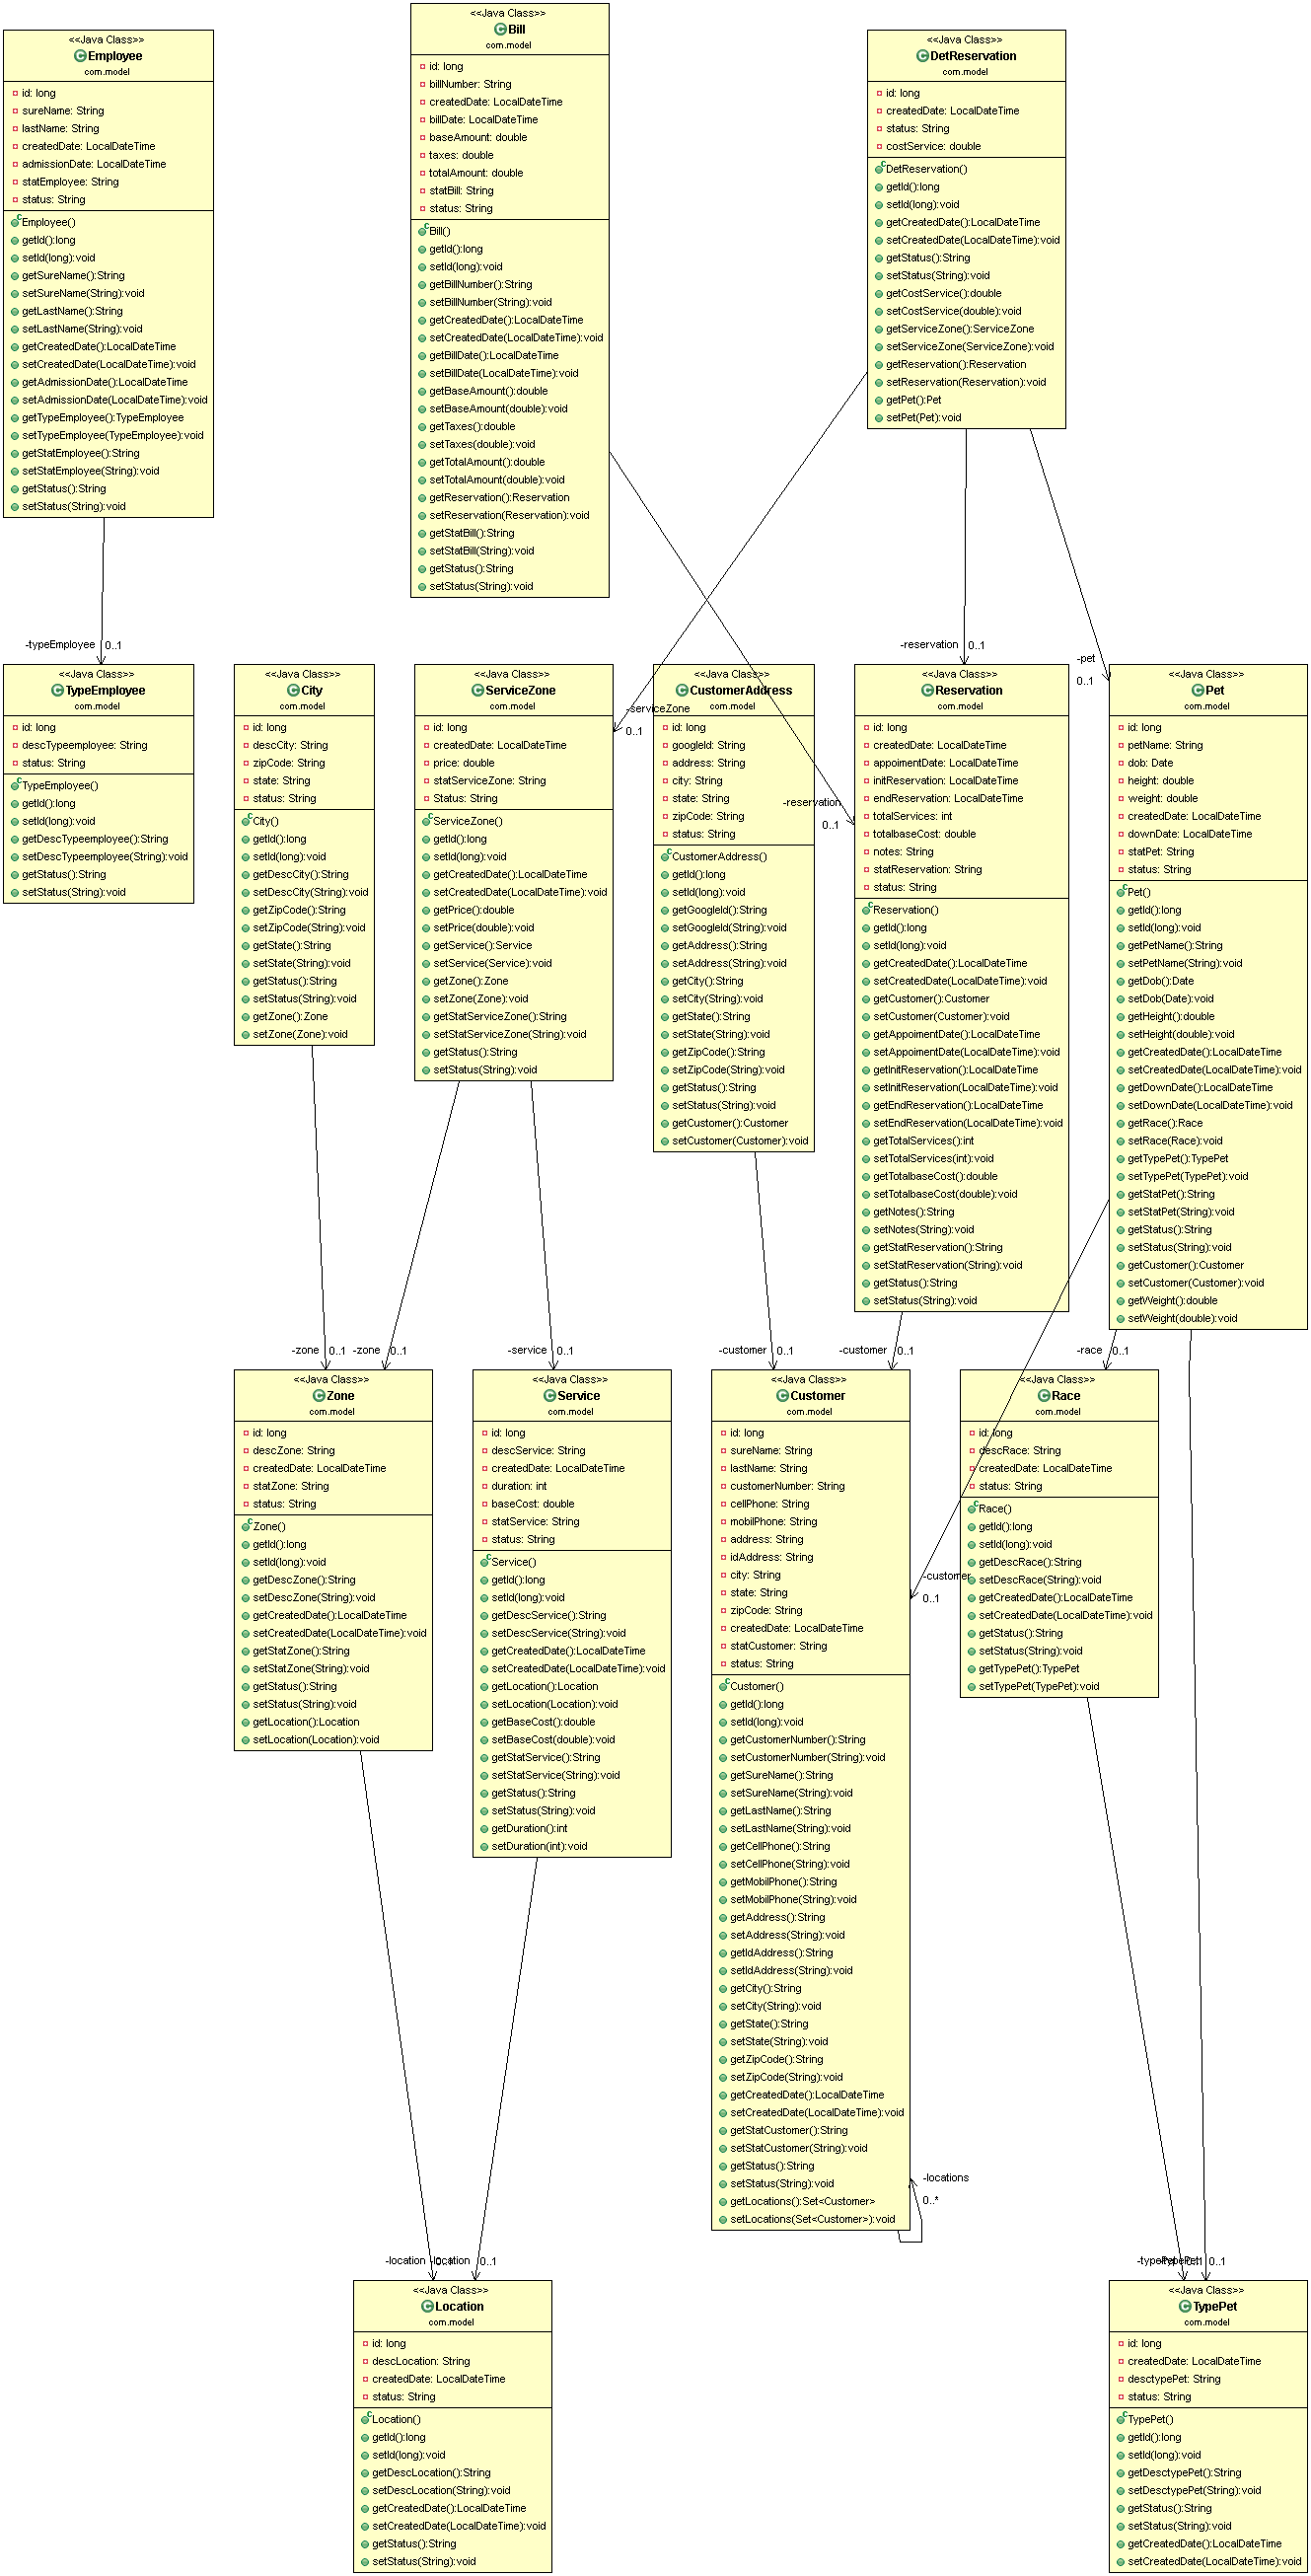 <<Java Class>>
Employee
com.model
id: long
sureName: String
lastName: String
createdDate: LocalDateTime
admissionDate: LocalDateTime
statEmployee: String
status: String
Employee()
getId():long
setId(long):void
getSureName():String
setSureName(String):void
getLastName():String
setLastName(String):void
getCreatedDate():LocalDateTime
setCreatedDate(LocalDateTime):void
getAdmissionDate():LocalDateTime
setAdmissionDate(LocalDateTime):void
getTypeEmployee():TypeEmployee
setTypeEmployee(TypeEmployee):void
getStatEmployee():String
setStatEmployee(String):void
getStatus():String
setStatus(String):void
<<Java Class>>
Bill
com.model
id: long
billNumber: String
createdDate: LocalDateTime
billDate: LocalDateTime
baseAmount: double
taxes: double
totalAmount: double
statBill: String
status: String
Bill()
getId():long
setId(long):void
getBillNumber():String
setBillNumber(String):void
getCreatedDate():LocalDateTime
setCreatedDate(LocalDateTime):void
getBillDate():LocalDateTime
setBillDate(LocalDateTime):void
getBaseAmount():double
setBaseAmount(double):void
getTaxes():double
setTaxes(double):void
getTotalAmount():double
setTotalAmount(double):void
getReservation():Reservation
setReservation(Reservation):void
getStatBill():String
setStatBill(String):void
getStatus():String
setStatus(String):void
<<Java Class>>
DetReservation
com.model
id: long
createdDate: LocalDateTime
status: String
costService: double
DetReservation()
getId():long
setId(long):void
getCreatedDate():LocalDateTime
setCreatedDate(LocalDateTime):void
getStatus():String
setStatus(String):void
getCostService():double
setCostService(double):void
getServiceZone():ServiceZone
setServiceZone(ServiceZone):void
getReservation():Reservation
setReservation(Reservation):void
getPet():Pet
setPet(Pet):void
-typeEmployee 0..1
-reservation 0..1
-pet
0..1
<<Java Class>>
TypeEmployee
com.model
id: long
descTypeemployee: String
status: String
TypeEmployee()
getId():long
setId(long):void
getDescTypeemployee():String
setDescTypeemployee(String):void
getStatus():String
setStatus(String):void
<<Java Class>>
City
com.model
id: long
descCity: String
zipCode: String
state: String
status: String
City()
getId():long
setId(long):void
getDescCity():String
setDescCity(String):void
getZipCode():String
setZipCode(String):void
getState():String
setState(String):void
getStatus():String
setStatus(String):void
getZone():Zone
setZone(Zone):void
<<Java Class>>
ServiceZone
com.model
id: long
createdDate: LocalDateTime
price: double
statServiceZone: String
Status: String
ServiceZone()
getId():long
setId(long):void
getCreatedDate():LocalDateTime
setCreatedDate(LocalDateTime):void
getPrice():double
setPrice(double):void
getService():Service
setService(Service):void
getZone():Zone
setZone(Zone):void
getStatServiceZone():String
setStatServiceZone(String):void
getStatus():String
setStatus(String):void
-serviceZone
0..1
<<Java Class>>
CustomerAddress
com.model
id: long
googleId: String
address: String
city: String
state: String
zipCode: String
status: String
CustomerAddress()
getId():long
setId(long):void
getGoogleId():String
setGoogleId(String):void
getAddress():String
setAddress(String):void
getCity():String
setCity(String):void
getState():String
setState(String):void
getZipCode():String
setZipCode(String):void
getStatus():String
setStatus(String):void
getCustomer():Customer
setCustomer(Customer):void
-reservation
0..1
<<Java Class>>
Reservation
com.model
id: long
createdDate: LocalDateTime
appoimentDate: LocalDateTime
initReservation: LocalDateTime
endReservation: LocalDateTime
totalServices: int
totalbaseCost: double
notes: String
statReservation: String
status: String
Reservation()
getId():long
setId(long):void
getCreatedDate():LocalDateTime
setCreatedDate(LocalDateTime):void
getCustomer():Customer
setCustomer(Customer):void
getAppoimentDate():LocalDateTime
setAppoimentDate(LocalDateTime):void
getInitReservation():LocalDateTime
setInitReservation(LocalDateTime):void
getEndReservation():LocalDateTime
setEndReservation(LocalDateTime):void
getTotalServices():int
setTotalServices(int):void
getTotalbaseCost():double
setTotalbaseCost(double):void
getNotes():String
setNotes(String):void
getStatReservation():String
setStatReservation(String):void
getStatus():String
setStatus(String):void
<<Java Class>>
Pet
com.model
id: long
petName: String
dob: Date
height: double
weight: double
createdDate: LocalDateTime
downDate: LocalDateTime
statPet: String
status: String
Pet()
getId():long
setId(long):void
getPetName():String
setPetName(String):void
getDob():Date
setDob(Date):void
getHeight():double
setHeight(double):void
getCreatedDate():LocalDateTime
setCreatedDate(LocalDateTime):void
getDownDate():LocalDateTime
setDownDate(LocalDateTime):void
getRace():Race
setRace(Race):void
getTypePet():TypePet
setTypePet(TypePet):void
getStatPet():String
setStatPet(String):void
getStatus():String
setStatus(String):void
getCustomer():Customer
setCustomer(Customer):void
getWeight():double
setWeight(double):void
-zone 0..1
-zone 0..1
-service 0..1
-customer 0..1
-customer 0..1
-race 0..1
<<Java Class>>
Zone
com.model
id: long
descZone: String
createdDate: LocalDateTime
statZone: String
status: String
Zone()
getId():long
setId(long):void
getDescZone():String
setDescZone(String):void
getCreatedDate():LocalDateTime
setCreatedDate(LocalDateTime):void
getStatZone():String
setStatZone(String):void
getStatus():String
setStatus(String):void
getLocation():Location
setLocation(Location):void
<<Java Class>>
Service
com.model
id: long
descService: String
createdDate: LocalDateTime
duration: int
baseCost: double
statService: String
status: String
Service()
getId():long
setId(long):void
getDescService():String
setDescService(String):void
getCreatedDate():LocalDateTime
setCreatedDate(LocalDateTime):void
getLocation():Location
setLocation(Location):void
getBaseCost():double
setBaseCost(double):void
getStatService():String
setStatService(String):void
getStatus():String
setStatus(String):void
getDuration():int
setDuration(int):void
<<Java Class>>
Customer
com.model
id: long
sureName: String
lastName: String
customerNumber: String
cellPhone: String
mobilPhone: String
address: String
idAddress: String
city: String
state: String
zipCode: String
createdDate: LocalDateTime
statCustomer: String
status: String
Customer()
getId():long
setId(long):void
getCustomerNumber():String
setCustomerNumber(String):void
getSureName():String
setSureName(String):void
getLastName():String
setLastName(String):void
getCellPhone():String
setCellPhone(String):void
getMobilPhone():String
setMobilPhone(String):void
getAddress():String
setAddress(String):void
getIdAddress():String
setIdAddress(String):void
getCity():String
setCity(String):void
getState():String
setState(String):void
getZipCode():String
setZipCode(String):void
getCreatedDate():LocalDateTime
setCreatedDate(LocalDateTime):void
getStatCustomer():String
setStatCustomer(String):void
getStatus():String
setStatus(String):void
getLocations():Set<Customer>
setLocations(Set<Customer>):void
-customer
0..1
-locations
0..*
<<Java Class>>
Race
com.model
id: long
descRace: String
createdDate: LocalDateTime
status: String
Race()
getId():long
setId(long):void
getDescRace():String
setDescRace(String):void
getCreatedDate():LocalDateTime
setCreatedDate(LocalDateTime):void
getStatus():String
setStatus(String):void
getTypePet():TypePet
setTypePet(TypePet):void
-location 0..1
-location 0..1
-typePet 0..1
-typePet 0..1
<<Java Class>>
Location
com.model
id: long
descLocation: String
createdDate: LocalDateTime
status: String
Location()
getId():long
setId(long):void
getDescLocation():String
setDescLocation(String):void
getCreatedDate():LocalDateTime
setCreatedDate(LocalDateTime):void
getStatus():String
setStatus(String):void
<<Java Class>>
TypePet
com.model
id: long
createdDate: LocalDateTime
desctypePet: String
status: String
TypePet()
getId():long
setId(long):void
getDesctypePet():String
setDesctypePet(String):void
getStatus():String
setStatus(String):void
getCreatedDate():LocalDateTime
setCreatedDate(LocalDateTime):void